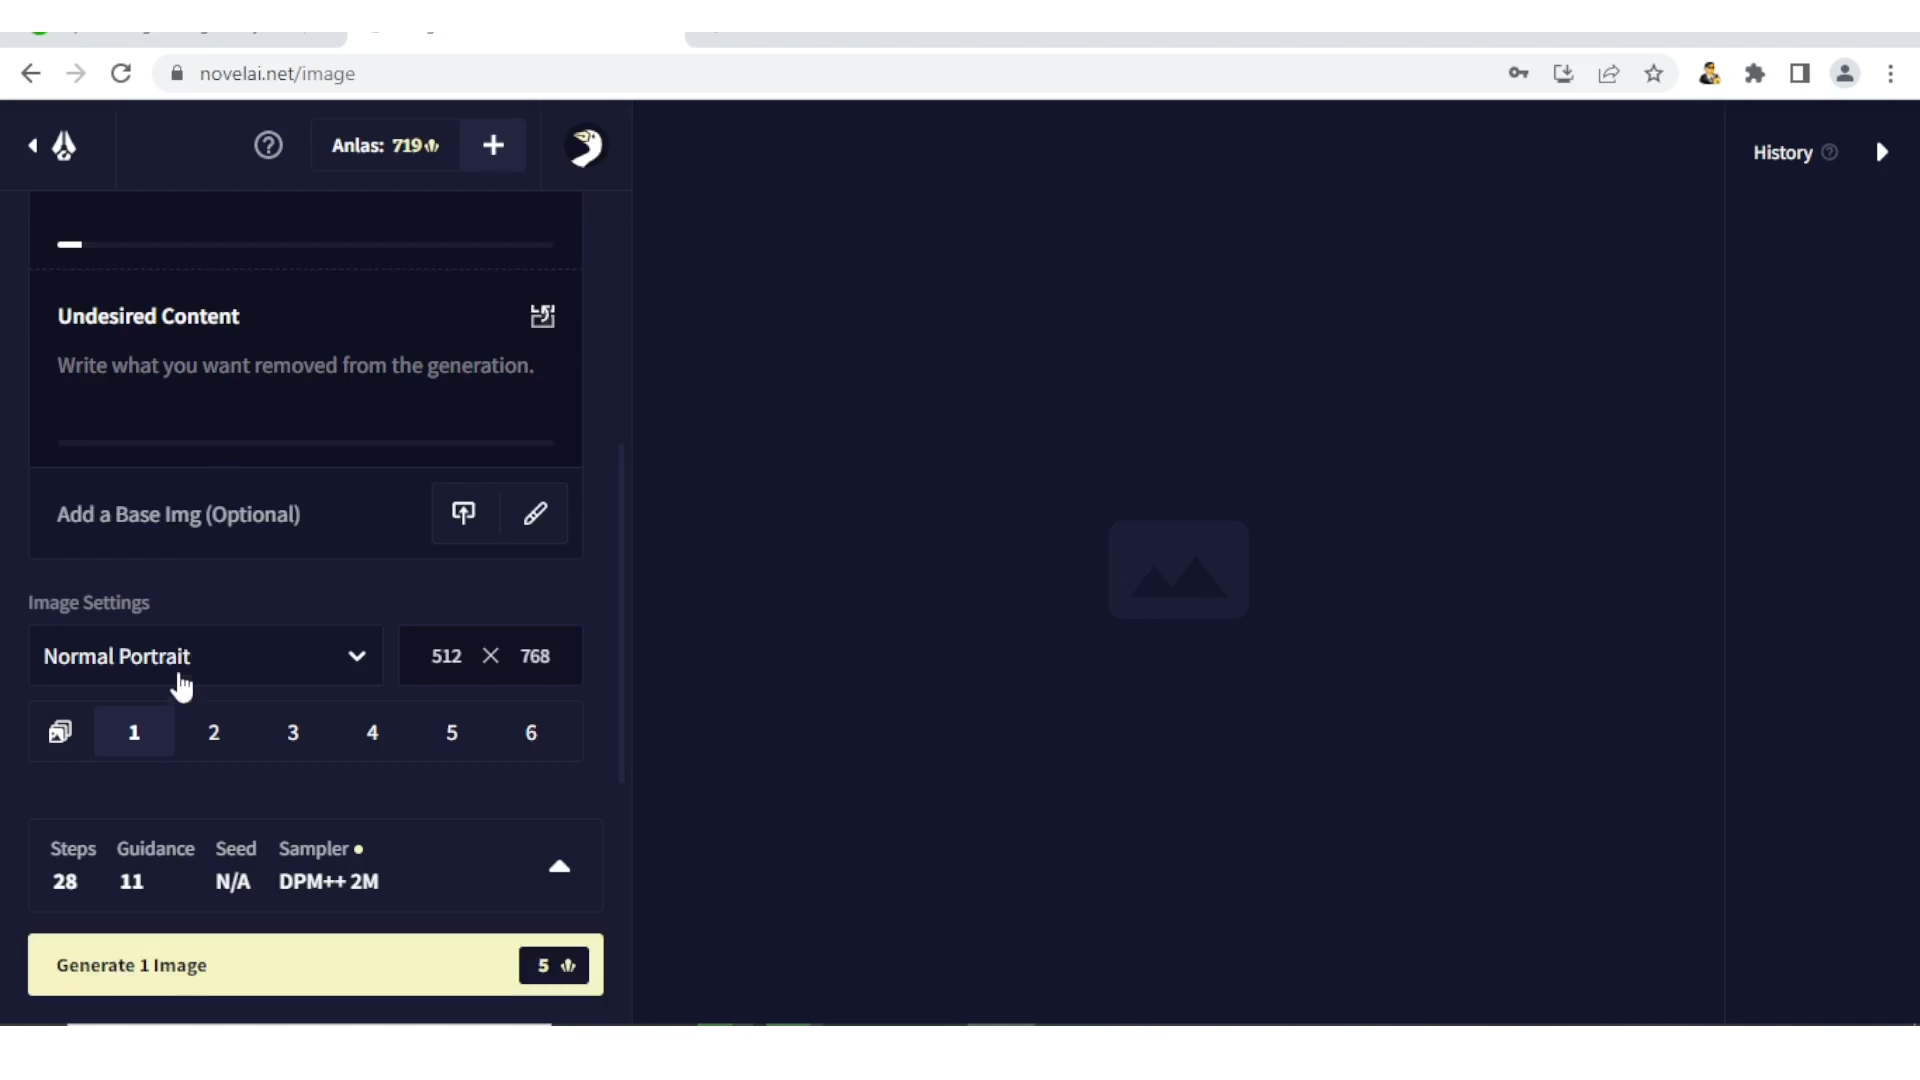 novelai.net/image
Anlas: 719
History
Undesired Content
Write what you want removed from the generation.
Add a Base Img (Optional)
Image Settings
Normal Portrait
512 × 768
1 2 3 4 5 6
Steps Guidance Seed Sampler
28 11 N/A DPM++ 2M
Generate 1 Image 5